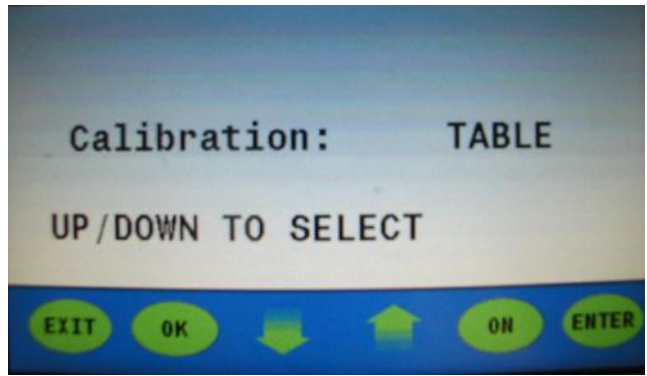 Calibration: TABLE
UP/DOWN TO SELECT
EXIT OK ON ENTER